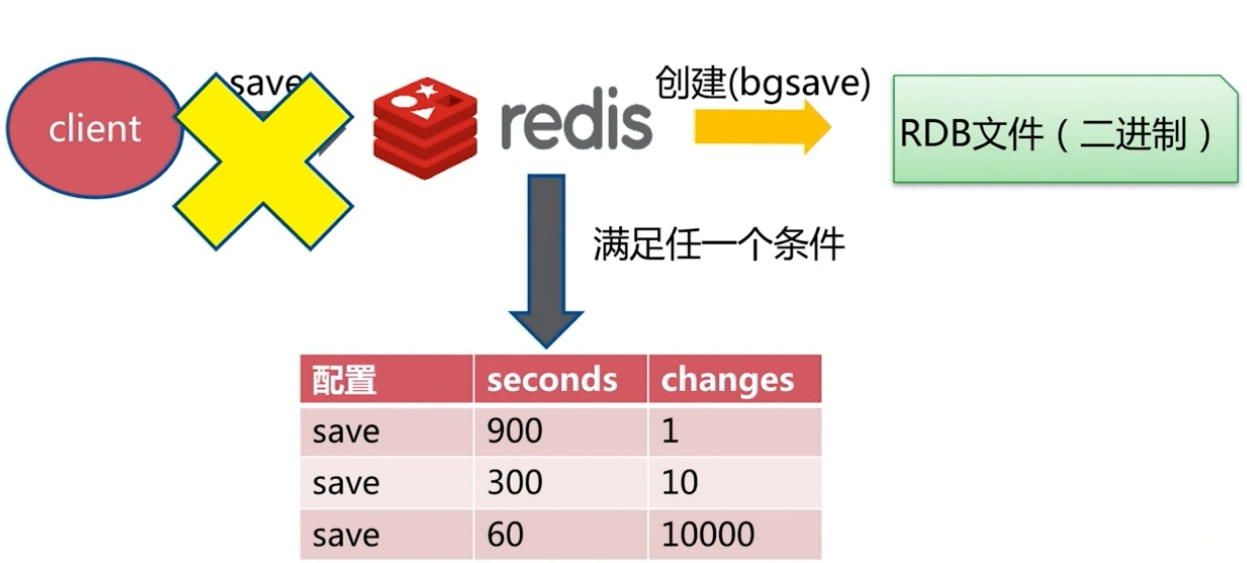 client
save
redis
创建(bgsave)
RDB文件（二进制）
满足任一个条件
配置 seconds changes
save 900 1
save 300 10
save 60 10000